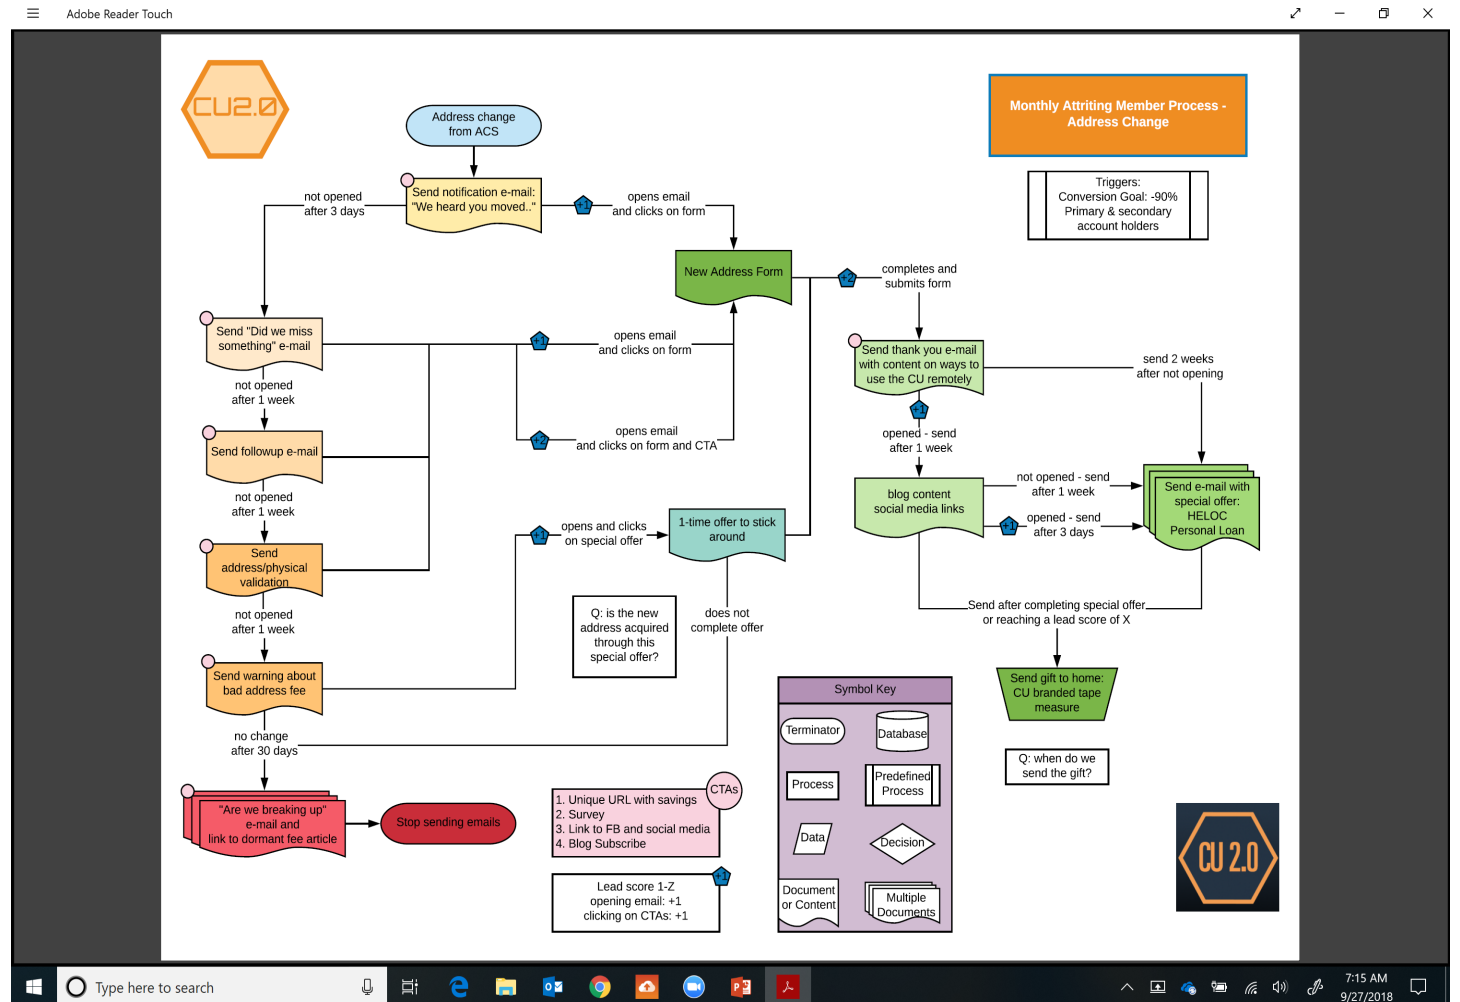 Adobe Reader Touch
CU2.0
Address change
from ACS
Monthly Attriting Member Process -
Address Change
Triggers:
Conversion Goal: -90%
Primary & secondary
account holders
Send notification e-mail:
"We heard you moved.."
not opened
after 3 days
+1
opens email
and clicks on form
New Address Form
+2
completes and
submits form
Send "Did we miss
something" e-mail
+1
opens email
and clicks on form
Send thank you e-mail
with content on ways to
use the CU remotely
send 2 weeks
after not opening
not opened
after 1 week
+1
Send followup e-mail
+2
opens email
and clicks on form and CTA
opened - send
after 1 week
not opened
after 1 week
blog content
social media links
not opened - send
after 1 week
+1
opened - send
after 3 days
Send e-mail with
special offer:
HELOC
Personal Loan
Send
address/physical
validation
+1
opens and clicks
on special offer
1-time offer to stick
around
not opened
after 1 week
Q: is the new
address acquired
through this
special offer?
does not
complete offer
Send after completing special offer
or reaching a lead score of X
Send warning about
bad address fee
Send gift to home:
CU branded tape
measure
no change
after 30 days
Q: when do we
send the gift?
"Are we breaking up"
e-mail and
link to dormant fee article
Stop sending emails
CTAs
1. Unique URL with savings
2. Survey
3. Link to FB and social media
4. Blog Subscribe
+1
Lead score 1-Z
opening email: +1
clicking on CTAs: +1
Symbol Key
Terminator
Database
Process
Predefined
Process
Data
Decision
Document
or Content
Multiple
Documents
CU 2.0
Type here to search
7:15 AM
9/27/2018